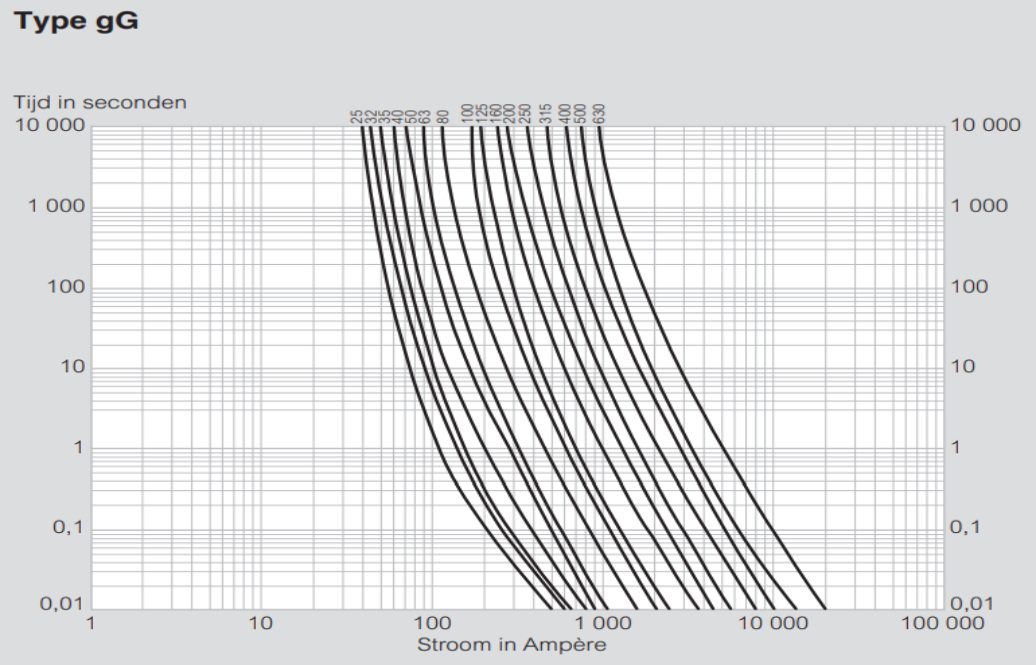 Type gG
Tijd in seconden
25 32 35 40 50 63 80 100 125 160 200 250 315 400 500 630
10 000 10 000
1 000 1 000
100 100
10 10
1 1
0,1 0,1
0,01 0,01
1 10 100 1 000 10 000 100 000
Stroom in Ampère